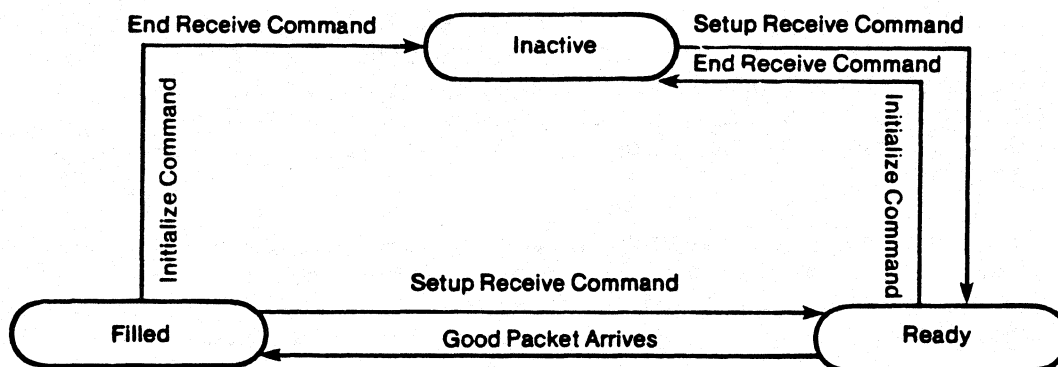 End Receive Command
Inactive
Setup Receive Command
End Receive Command
Initialize Command
Initialize Command
Setup Receive Command
Filled
Good Packet Arrives
Ready